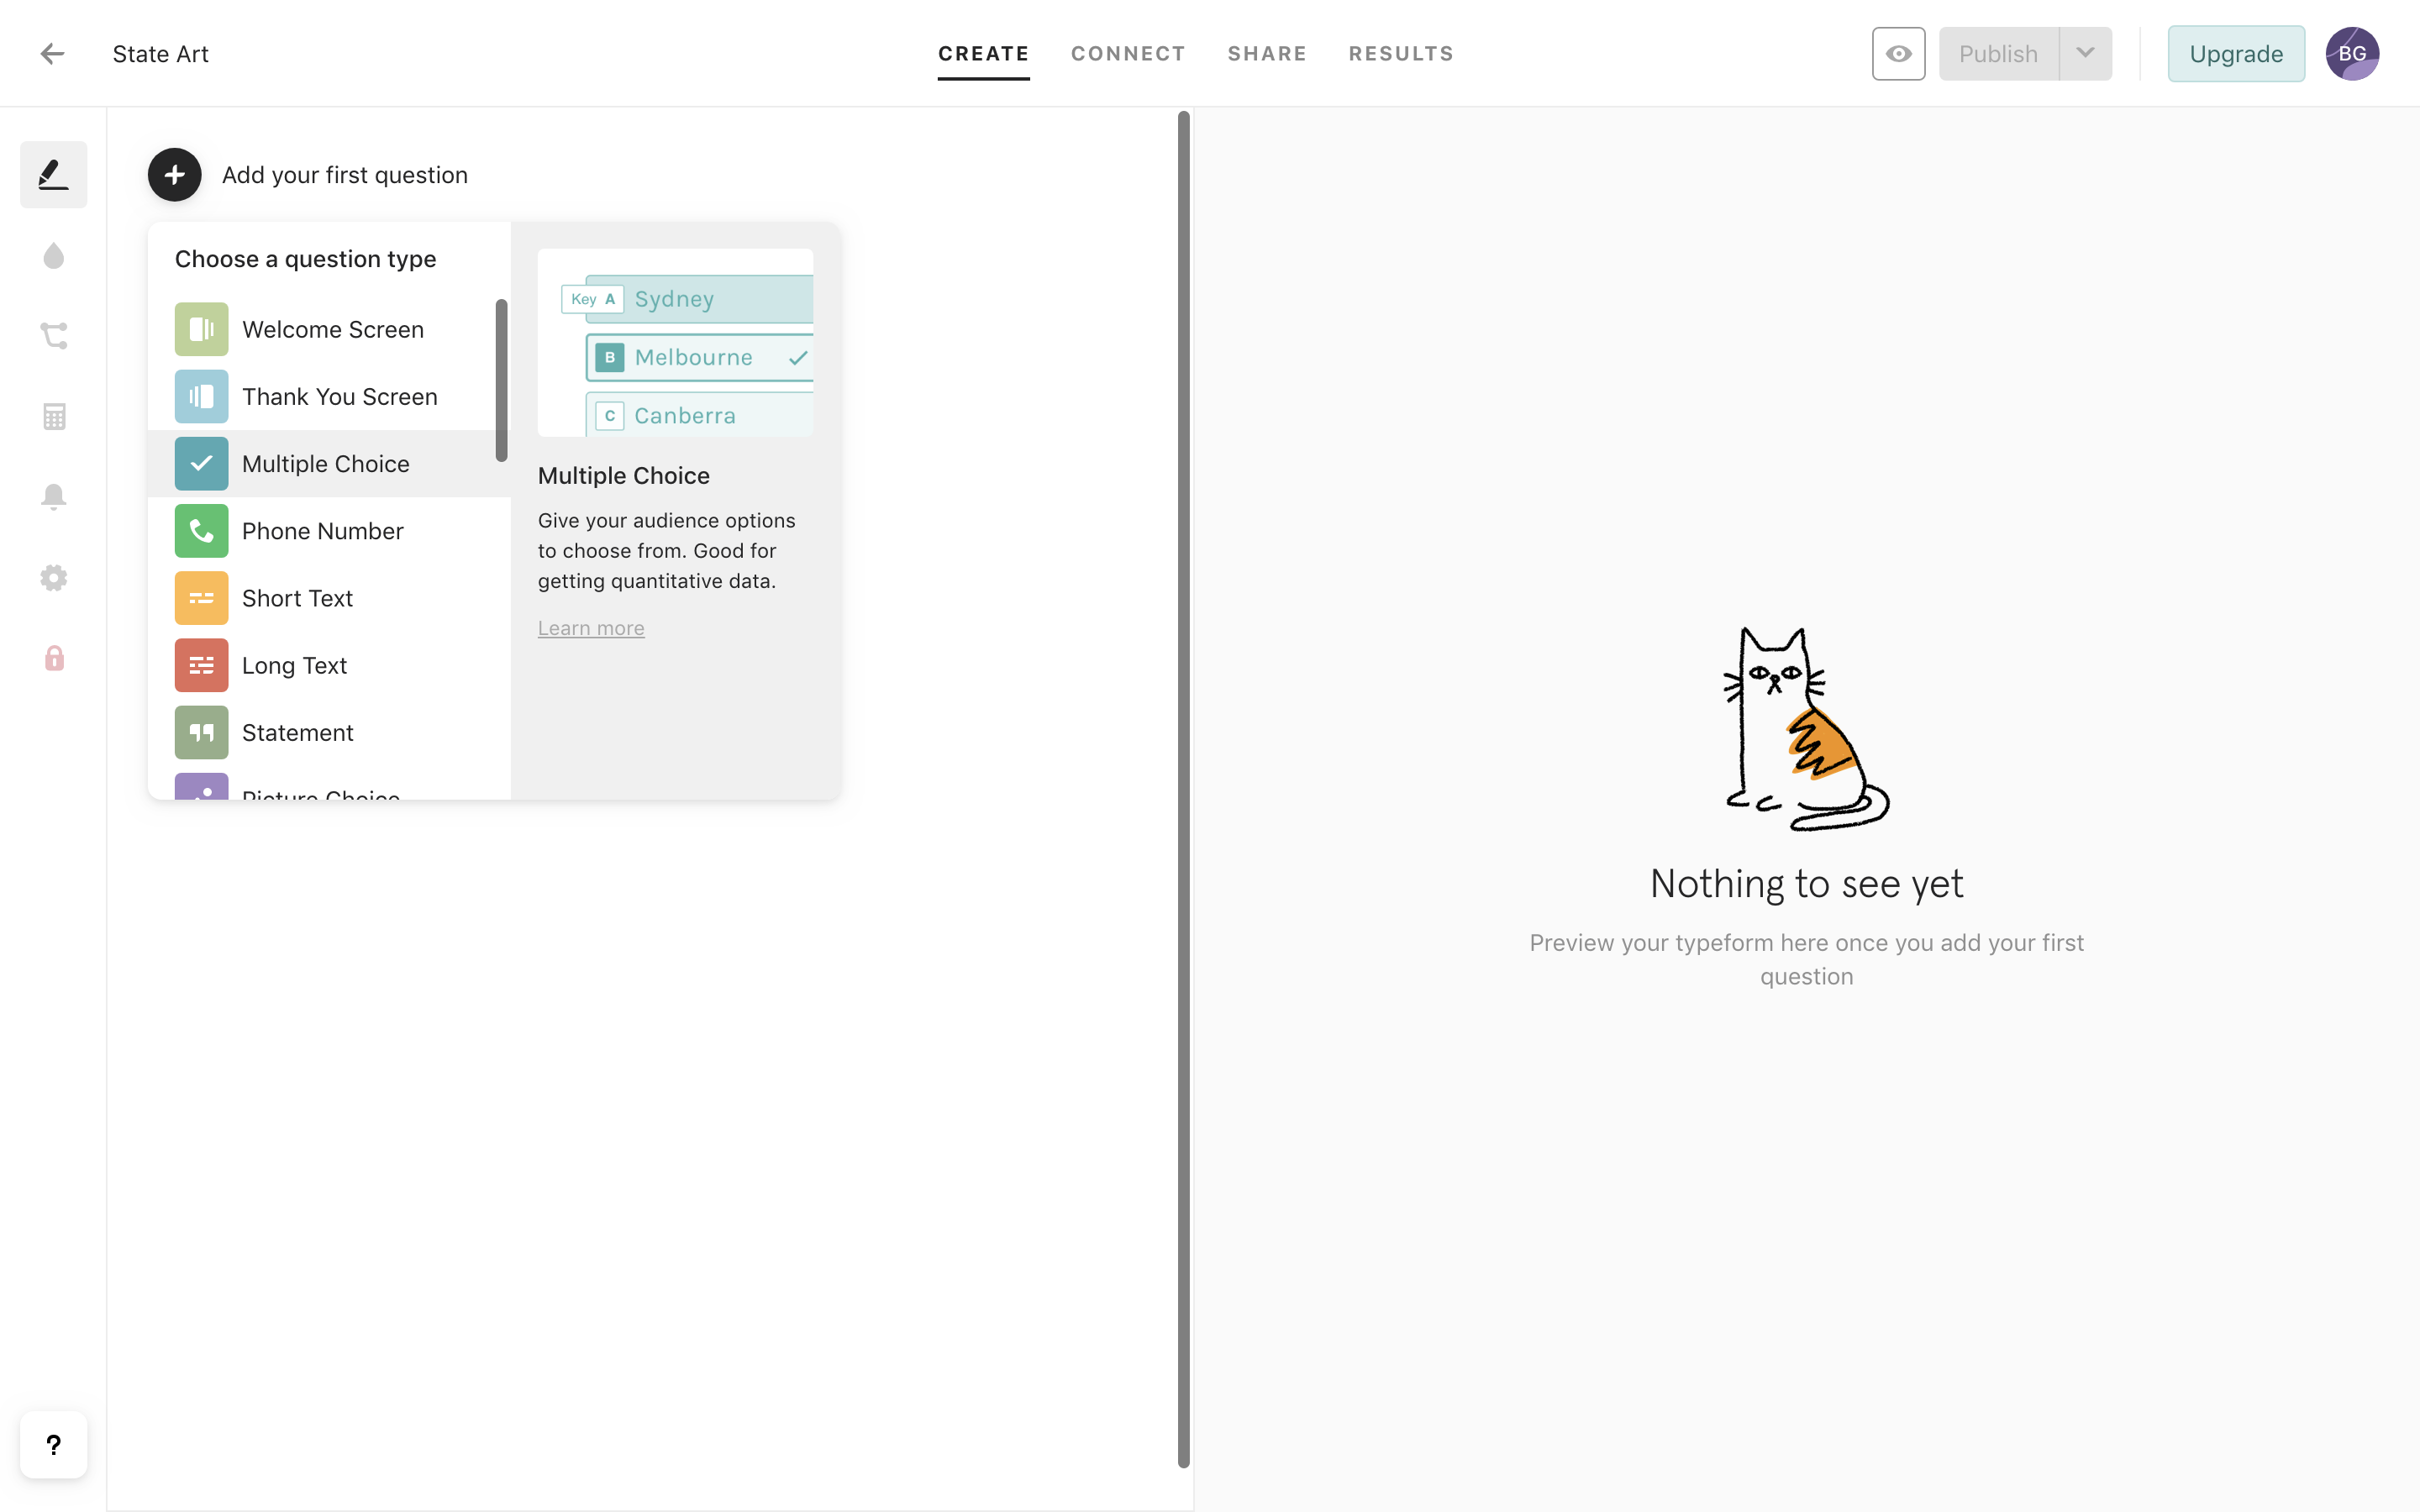 State Art
CREATE
CONNECT
SHARE
RESULTS
Publish
Upgrade
BG
Add your first question
Choose a question type
Welcome Screen
Thank You Screen
Multiple Choice
Phone Number
Short Text
Long Text
Statement
Picture Choice
Key A Sydney
B Melbourne
C Canberra
Multiple Choice
Give your audience options
to choose from. Good for
getting quantitative data.
Learn more
Nothing to see yet
Preview your typeform here once you add your first
question
?